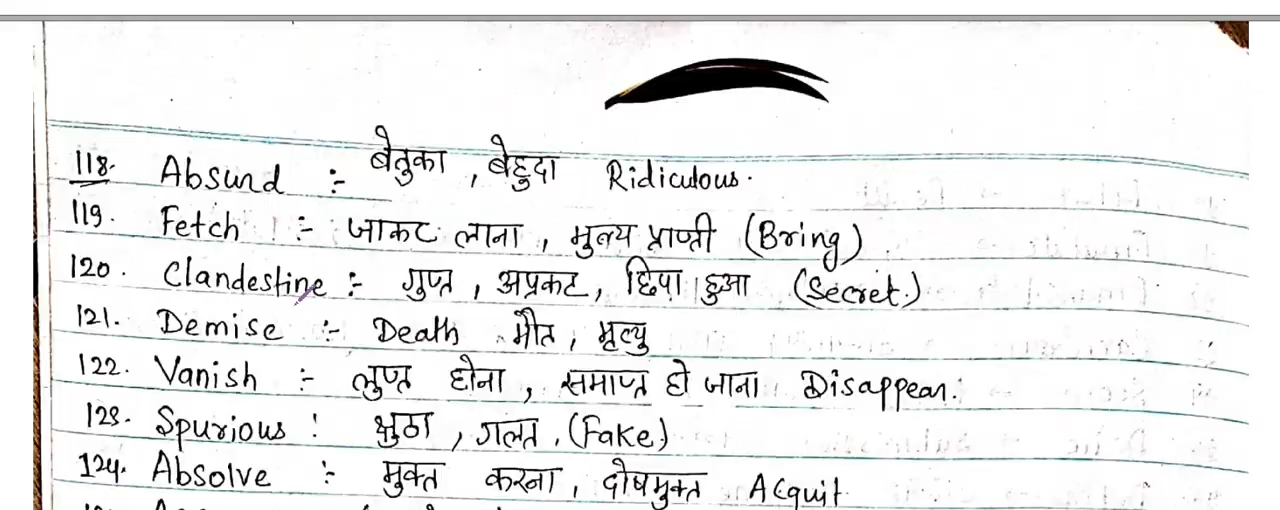 118. Absurd :- बेतुका , बेहुदा Ridiculous.
119. Fetch :- जाकट लाना , मुल्य प्राप्ती (Bring)
120. Clandestine :- गुप्त , अप्रकट , छिपा हुआ (Secret.)
121. Demise :- Death मौत , मृत्यु
122. Vanish :- लुप्त होना , समाप्त हो जाना Disappear.
123. Spurious : झुठा , गलत , (Fake)
124. Absolve :- मुक्त करना , दोषमुक्त Acquit